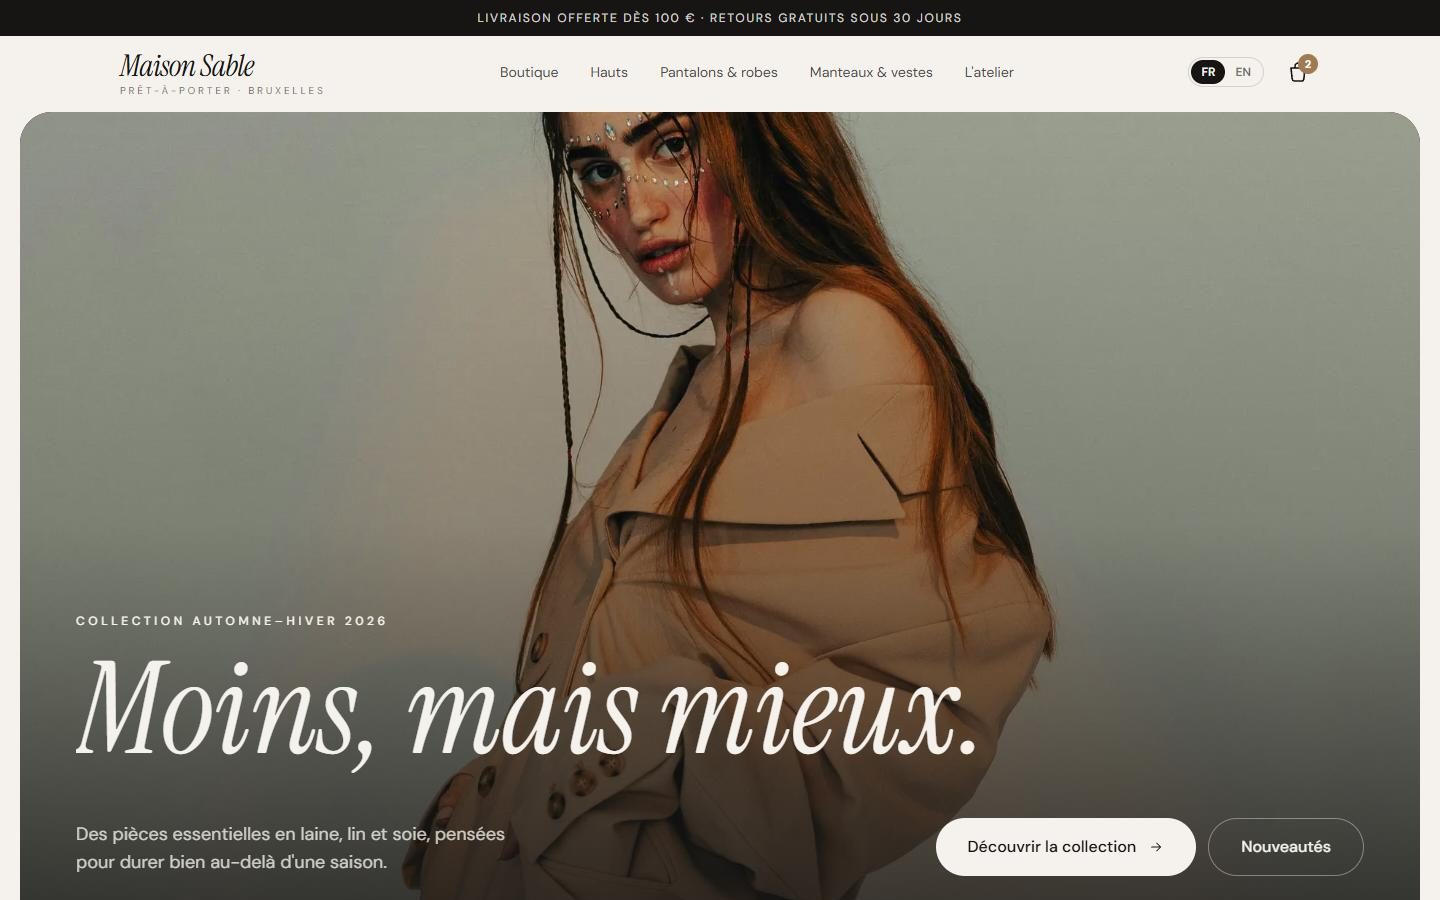 LIVRAISON OFFERTE DÈS 100 € · RETOURS GRATUITS SOUS 30 JOURS
Maison Sable
PRÊT-À-PORTER · BRUXELLES
Boutique
Hauts
Pantalons & robes
Manteaux & vestes
L'atelier
FR
EN
2
COLLECTION AUTOMNE–HIVER 2026
Moins, mais mieux.
Des pièces essentielles en laine, lin et soie, pensées
pour durer bien au-delà d'une saison.
Découvrir la collection →
Nouveautés